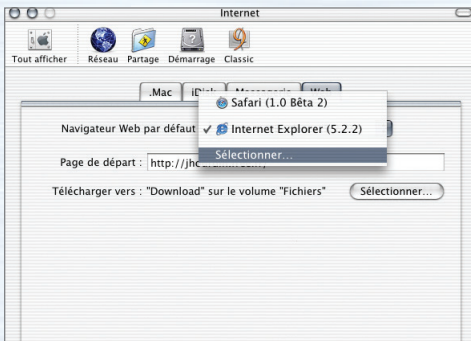 Internet
Tout afficher Réseau Partage Démarrage Classic
.Mac
Safari (1.0 Bêta 2)
Navigateur Web par défaut ✓ Internet Explorer (5.2.2)
Sélectionner...
Page de départ : http://
Télécharger vers : "Download" sur le volume "Fichiers" Sélectionner...